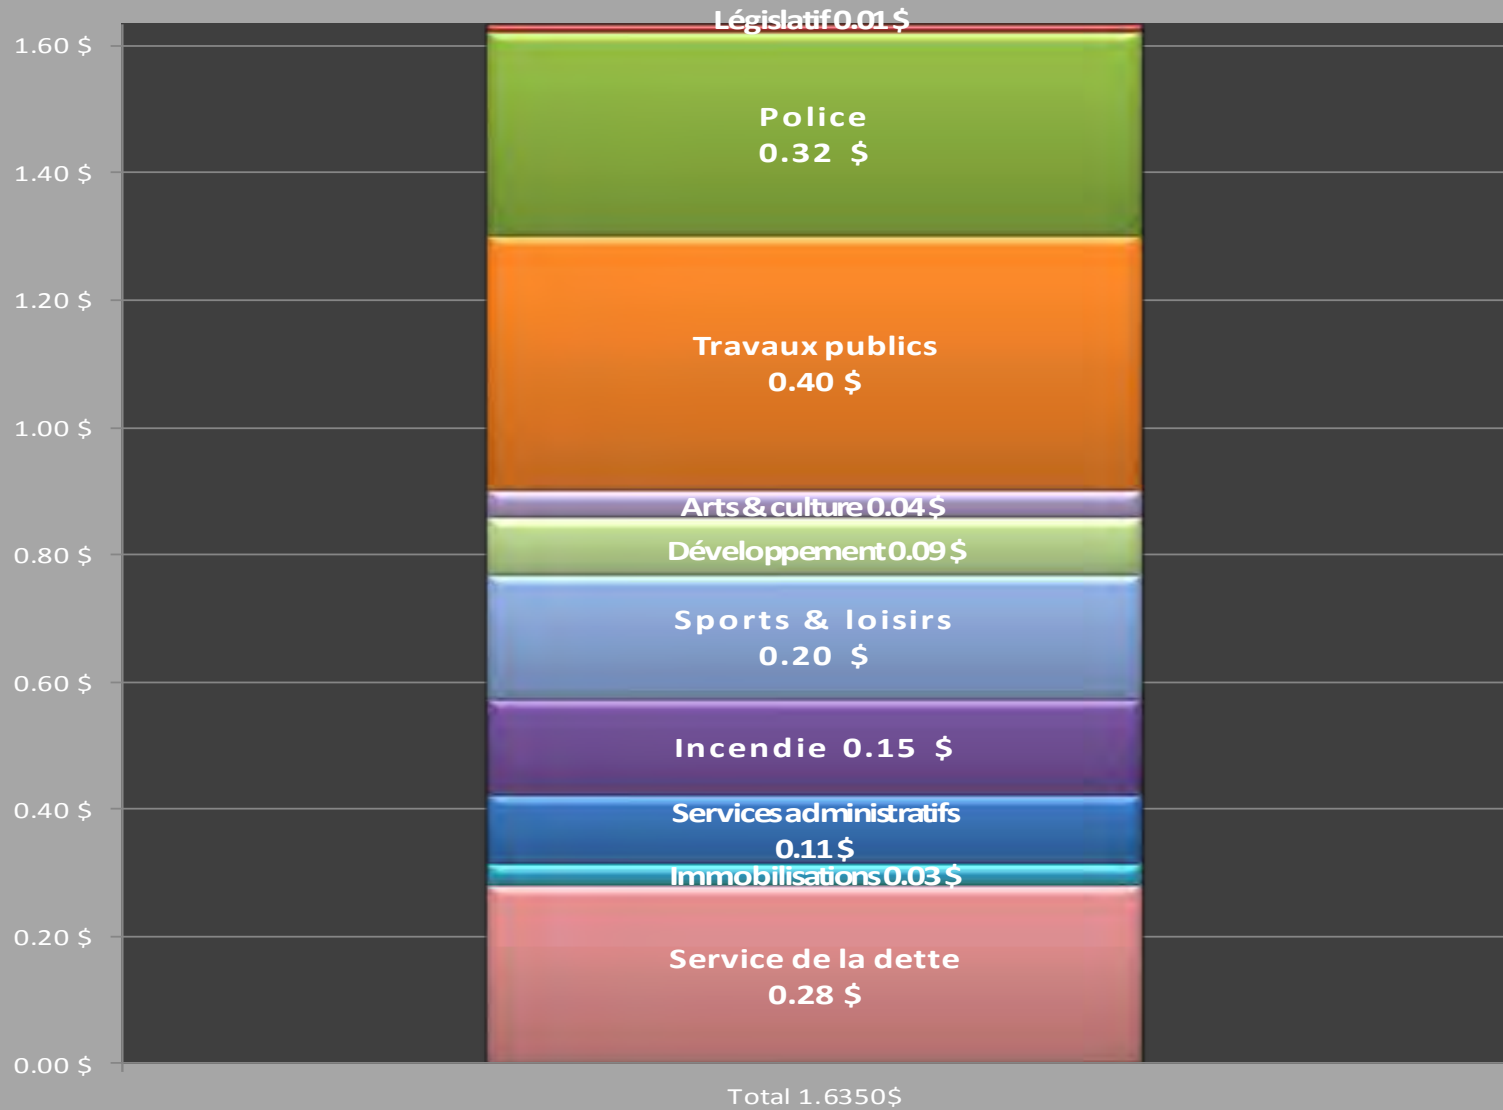 Législatif 0.01 $
1.60 $
Police
0.32 $
1.40 $
1.20 $
Travaux publics
0.40 $
1.00 $
Arts & culture 0.04 $
Développement 0.09 $
0.80 $
Sports & loisirs
0.20 $
0.60 $
Incendie 0.15 $
0.40 $
Services administratifs
0.11 $
Immobilisations 0.03 $
0.20 $
Service de la dette
0.28 $
0.00 $
Total 1.6350$